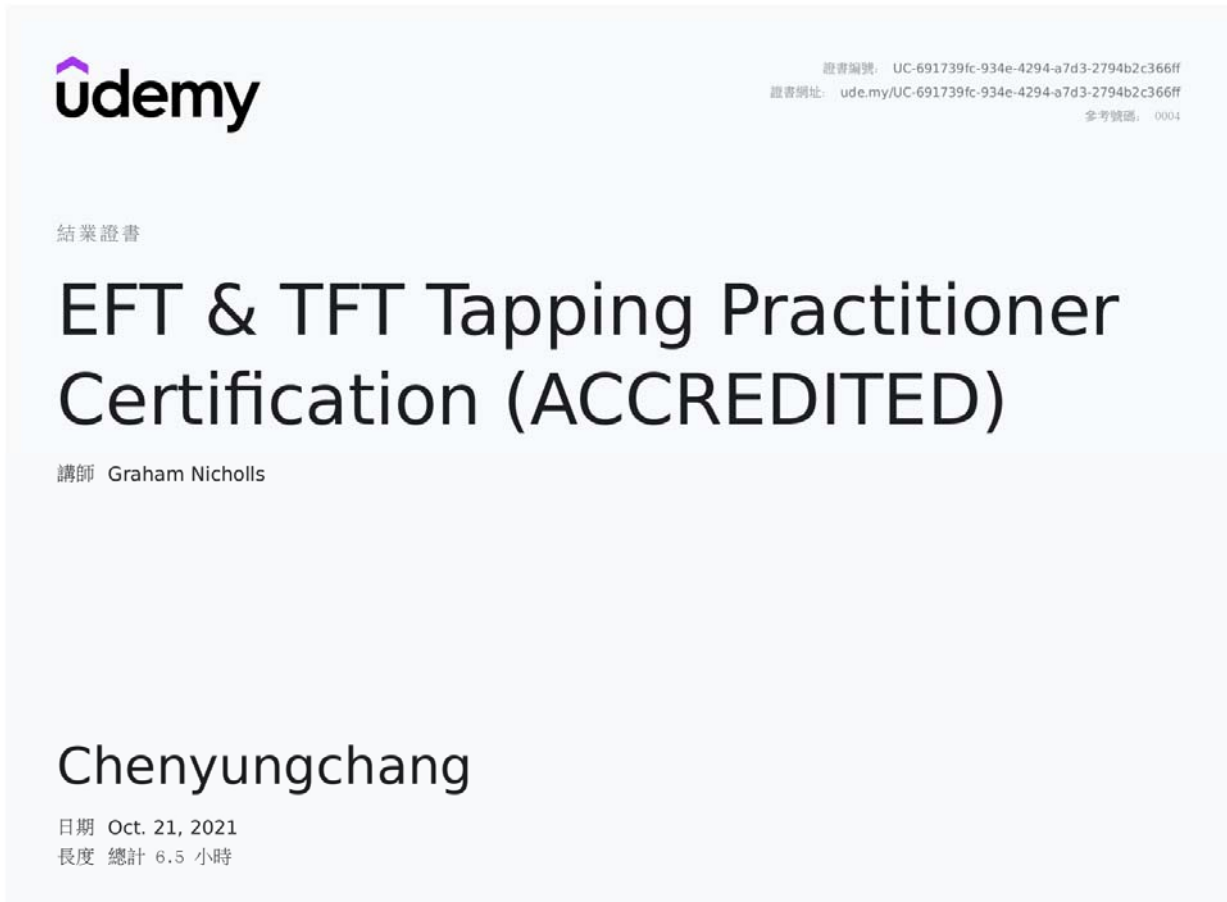 udemy
證書編號: UC-691739fc-934e-4294-a7d3-2794b2c366ff
證書網址: ude.my/UC-691739fc-934e-4294-a7d3-2794b2c366ff
參考號碼: 0004
結業證書
EFT & TFT Tapping Practitioner
Certification (ACCREDITED)
講師 Graham Nicholls
Chenyungchang
日期 Oct. 21, 2021
長度 總計 6.5 小時